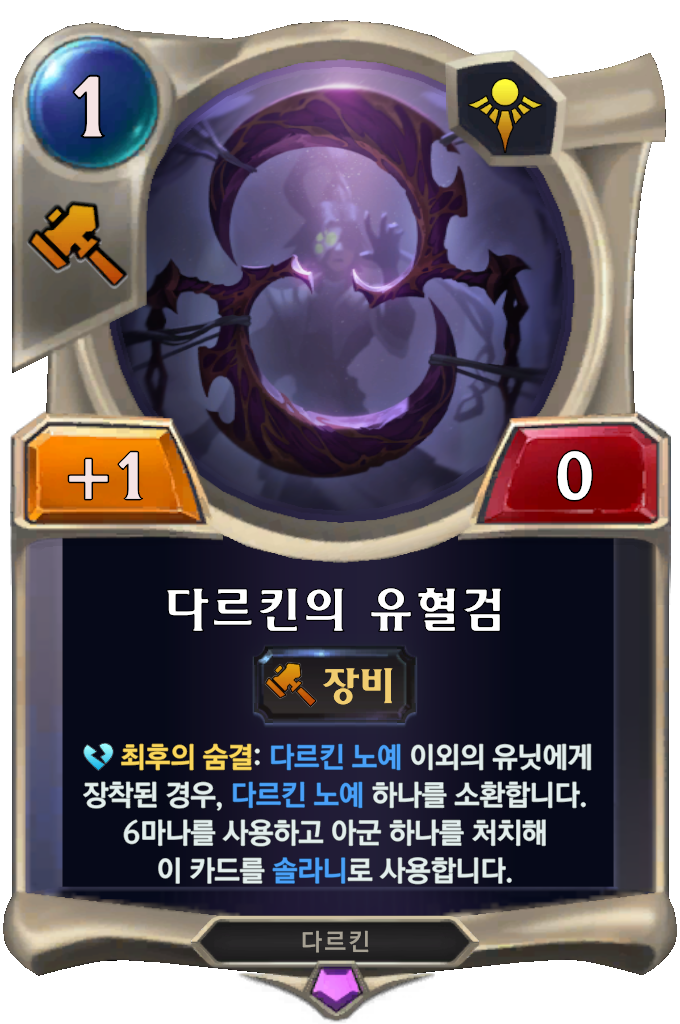 1
+1
0
다르킨의 유혈검
장비
최후의 숨결: 다르킨 노예 이외의 유닛에게
장착된 경우, 다르킨 노예 하나를 소환합니다.
6마나를 사용하고 아군 하나를 처치해
이 카드를 솔라니로 사용합니다.
다르킨